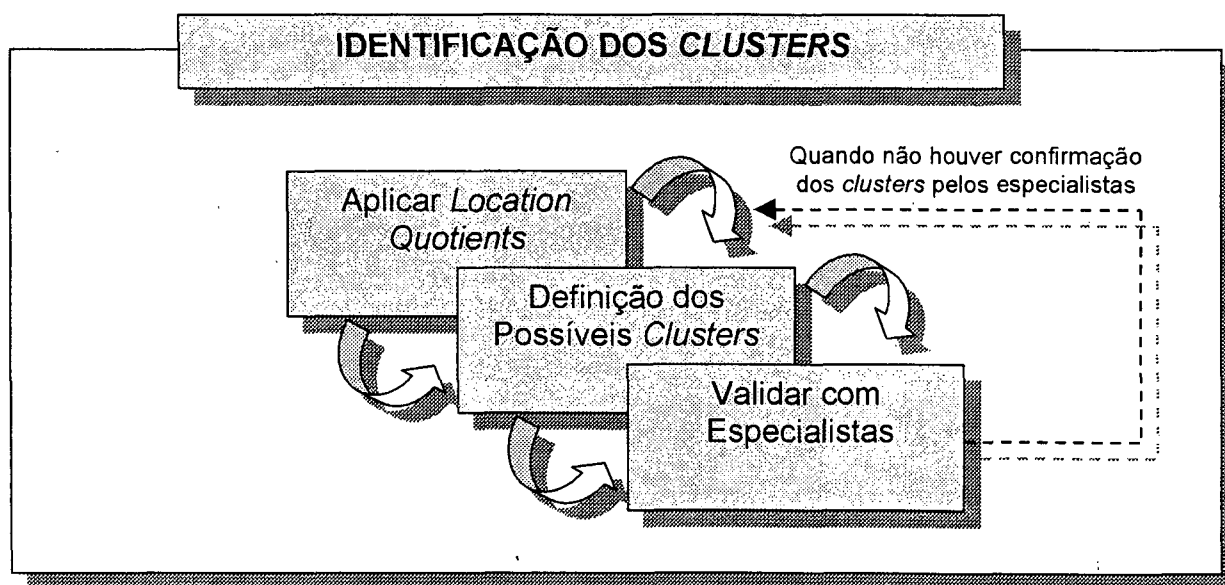 IDENTIFICAÇÃO DOS CLUSTERS
Quando não houver confirmação
dos clusters pelos especialistas
Aplicar Location
Quotients
Definição dos
Possíveis Clusters
Validar com
Especialistas